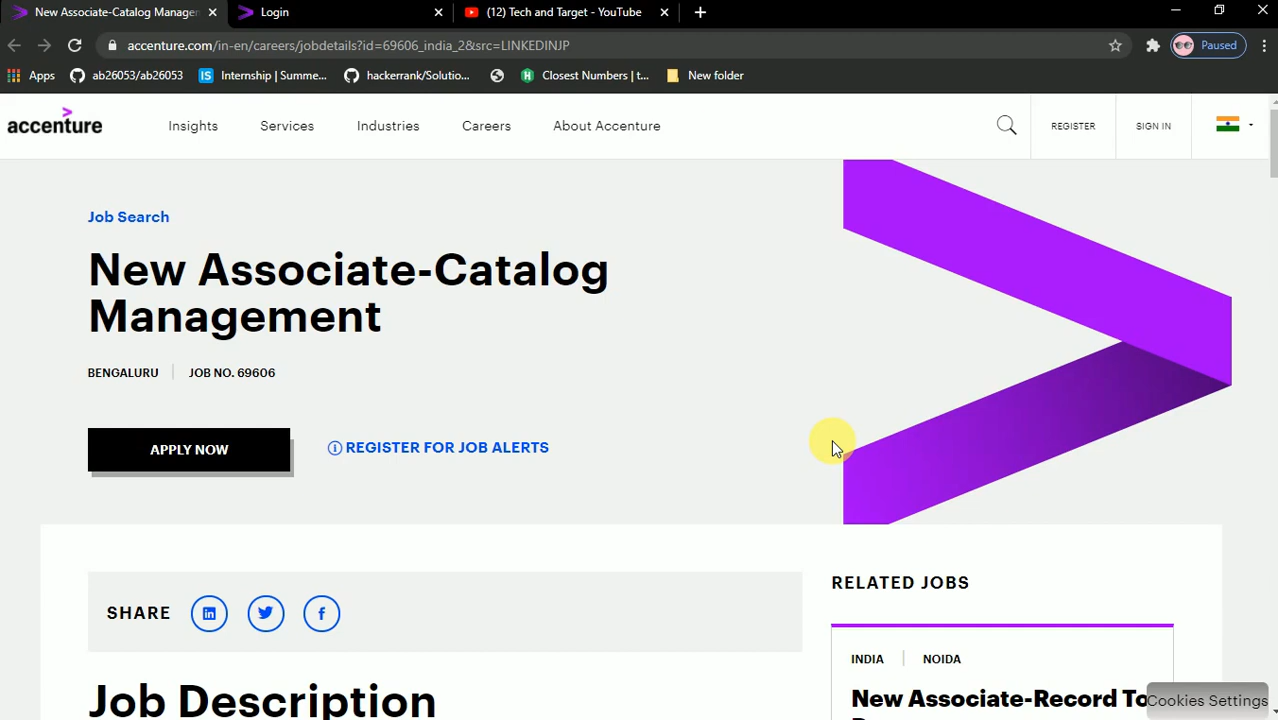 New Associate-Catalog Managem
Login
(12) Tech and Target - YouTube
accenture.com/in-en/careers/jobdetails?id=69606_india_2&src=LINKEDINJP
Paused
Apps
ab26053/ab26053
IS
Internship | Summe...
hackerrank/Solutio...
Closest Numbers | t...
New folder
accenture
Insights
Services
Industries
Careers
About Accenture
REGISTER
SIGN IN
Job Search
New Associate-Catalog
Management
BENGALURU
JOB NO. 69606
APPLY NOW
REGISTER FOR JOB ALERTS
SHARE
RELATED JOBS
INDIA
NOIDA
New Associate-Record To
Job Description
Cookies Settings